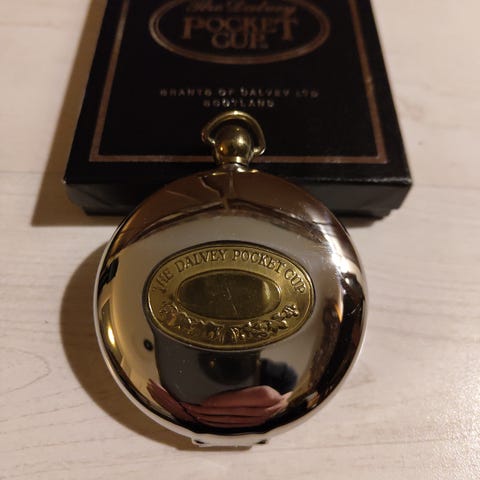 The Dalvey
POCKET
CUP
GRANTS OF DALVEY LTD
SCOTLAND
THE DALVEY POCKET CUP